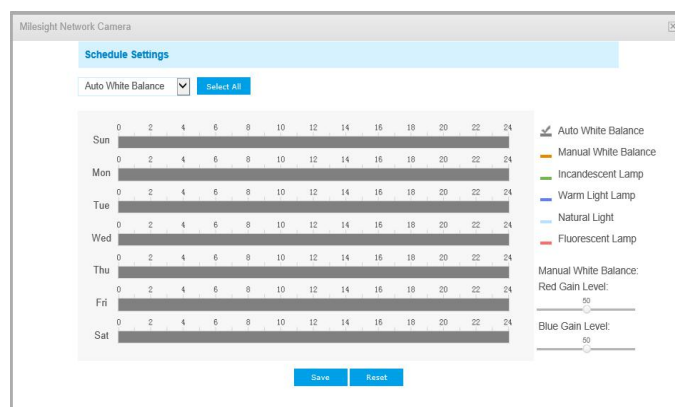 Milesight Network Camera
Schedule Settings
Auto White Balance Select All
0 2 4 6 8 10 12 14 16 18 20 22 24
Sun
0 2 4 6 8 10 12 14 16 18 20 22 24
Mon
0 2 4 6 8 10 12 14 16 18 20 22 24
Tue
0 2 4 6 8 10 12 14 16 18 20 22 24
Wed
0 2 4 6 8 10 12 14 16 18 20 22 24
Thu
0 2 4 6 8 10 12 14 16 18 20 22 24
Fri
0 2 4 6 8 10 12 14 16 18 20 22 24
Sat
Auto White Balance
Manual White Balance
Incandescent Lamp
Warm Light Lamp
Natural Light
Fluorescent Lamp
Manual White Balance:
Red Gain Level:
50
Blue Gain Level:
50
Save Reset